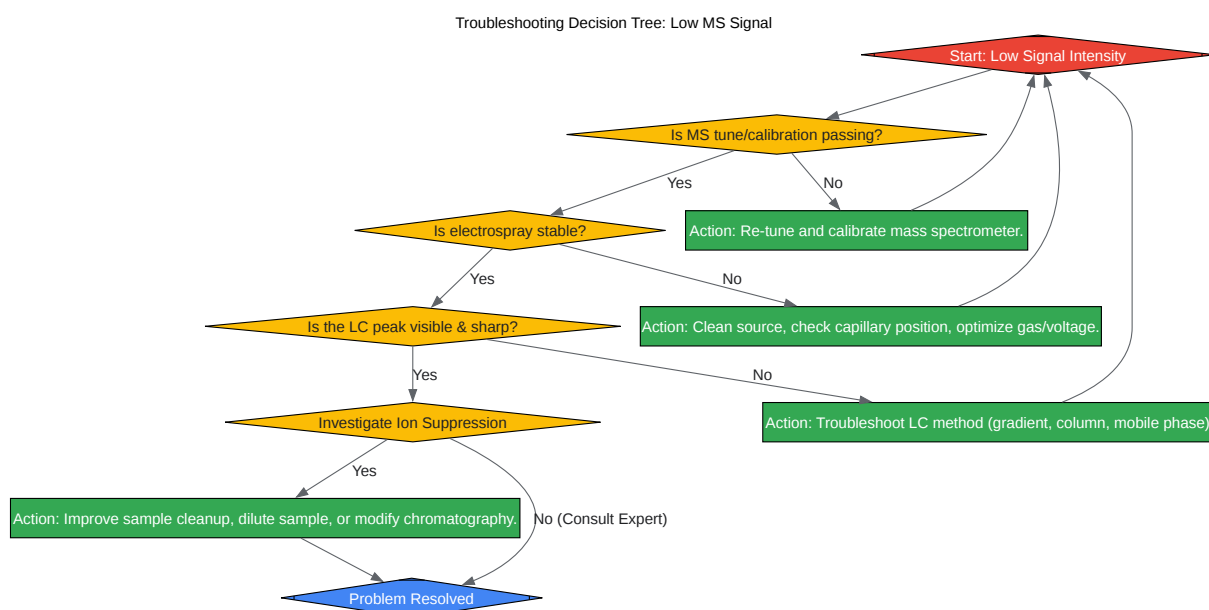 Troubleshooting Decision Tree: Low MS Signal
Start: Low Signal Intensity
Is MS tune/calibration passing?
Yes
No
Is electrospray stable?
Action: Re-tune and calibrate mass spectrometer.
Yes
No
Is the LC peak visible & sharp?
Action: Clean source, check capillary position, optimize gas/voltage.
Yes
No
Investigate Ion Suppression
Action: Troubleshoot LC method (gradient, column, mobile phase)
Yes
Action: Improve sample cleanup, dilute sample, or modify chromatography.
No (Consult Expert)
Problem Resolved